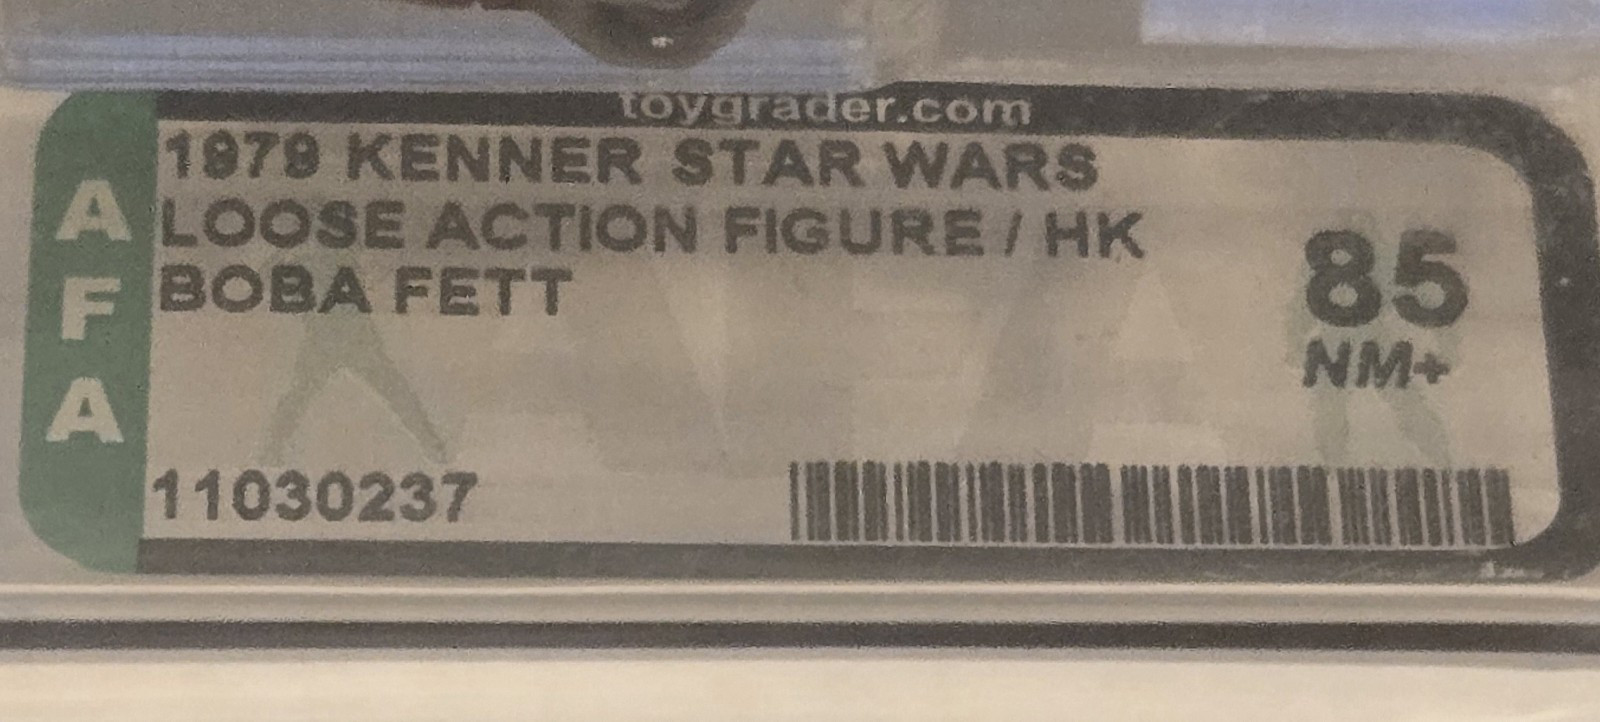 toygrader.com
AFA
1979 KENNER STAR WARS
LOOSE ACTION FIGURE / HK
BOBA FETT
85
NM+
11030237